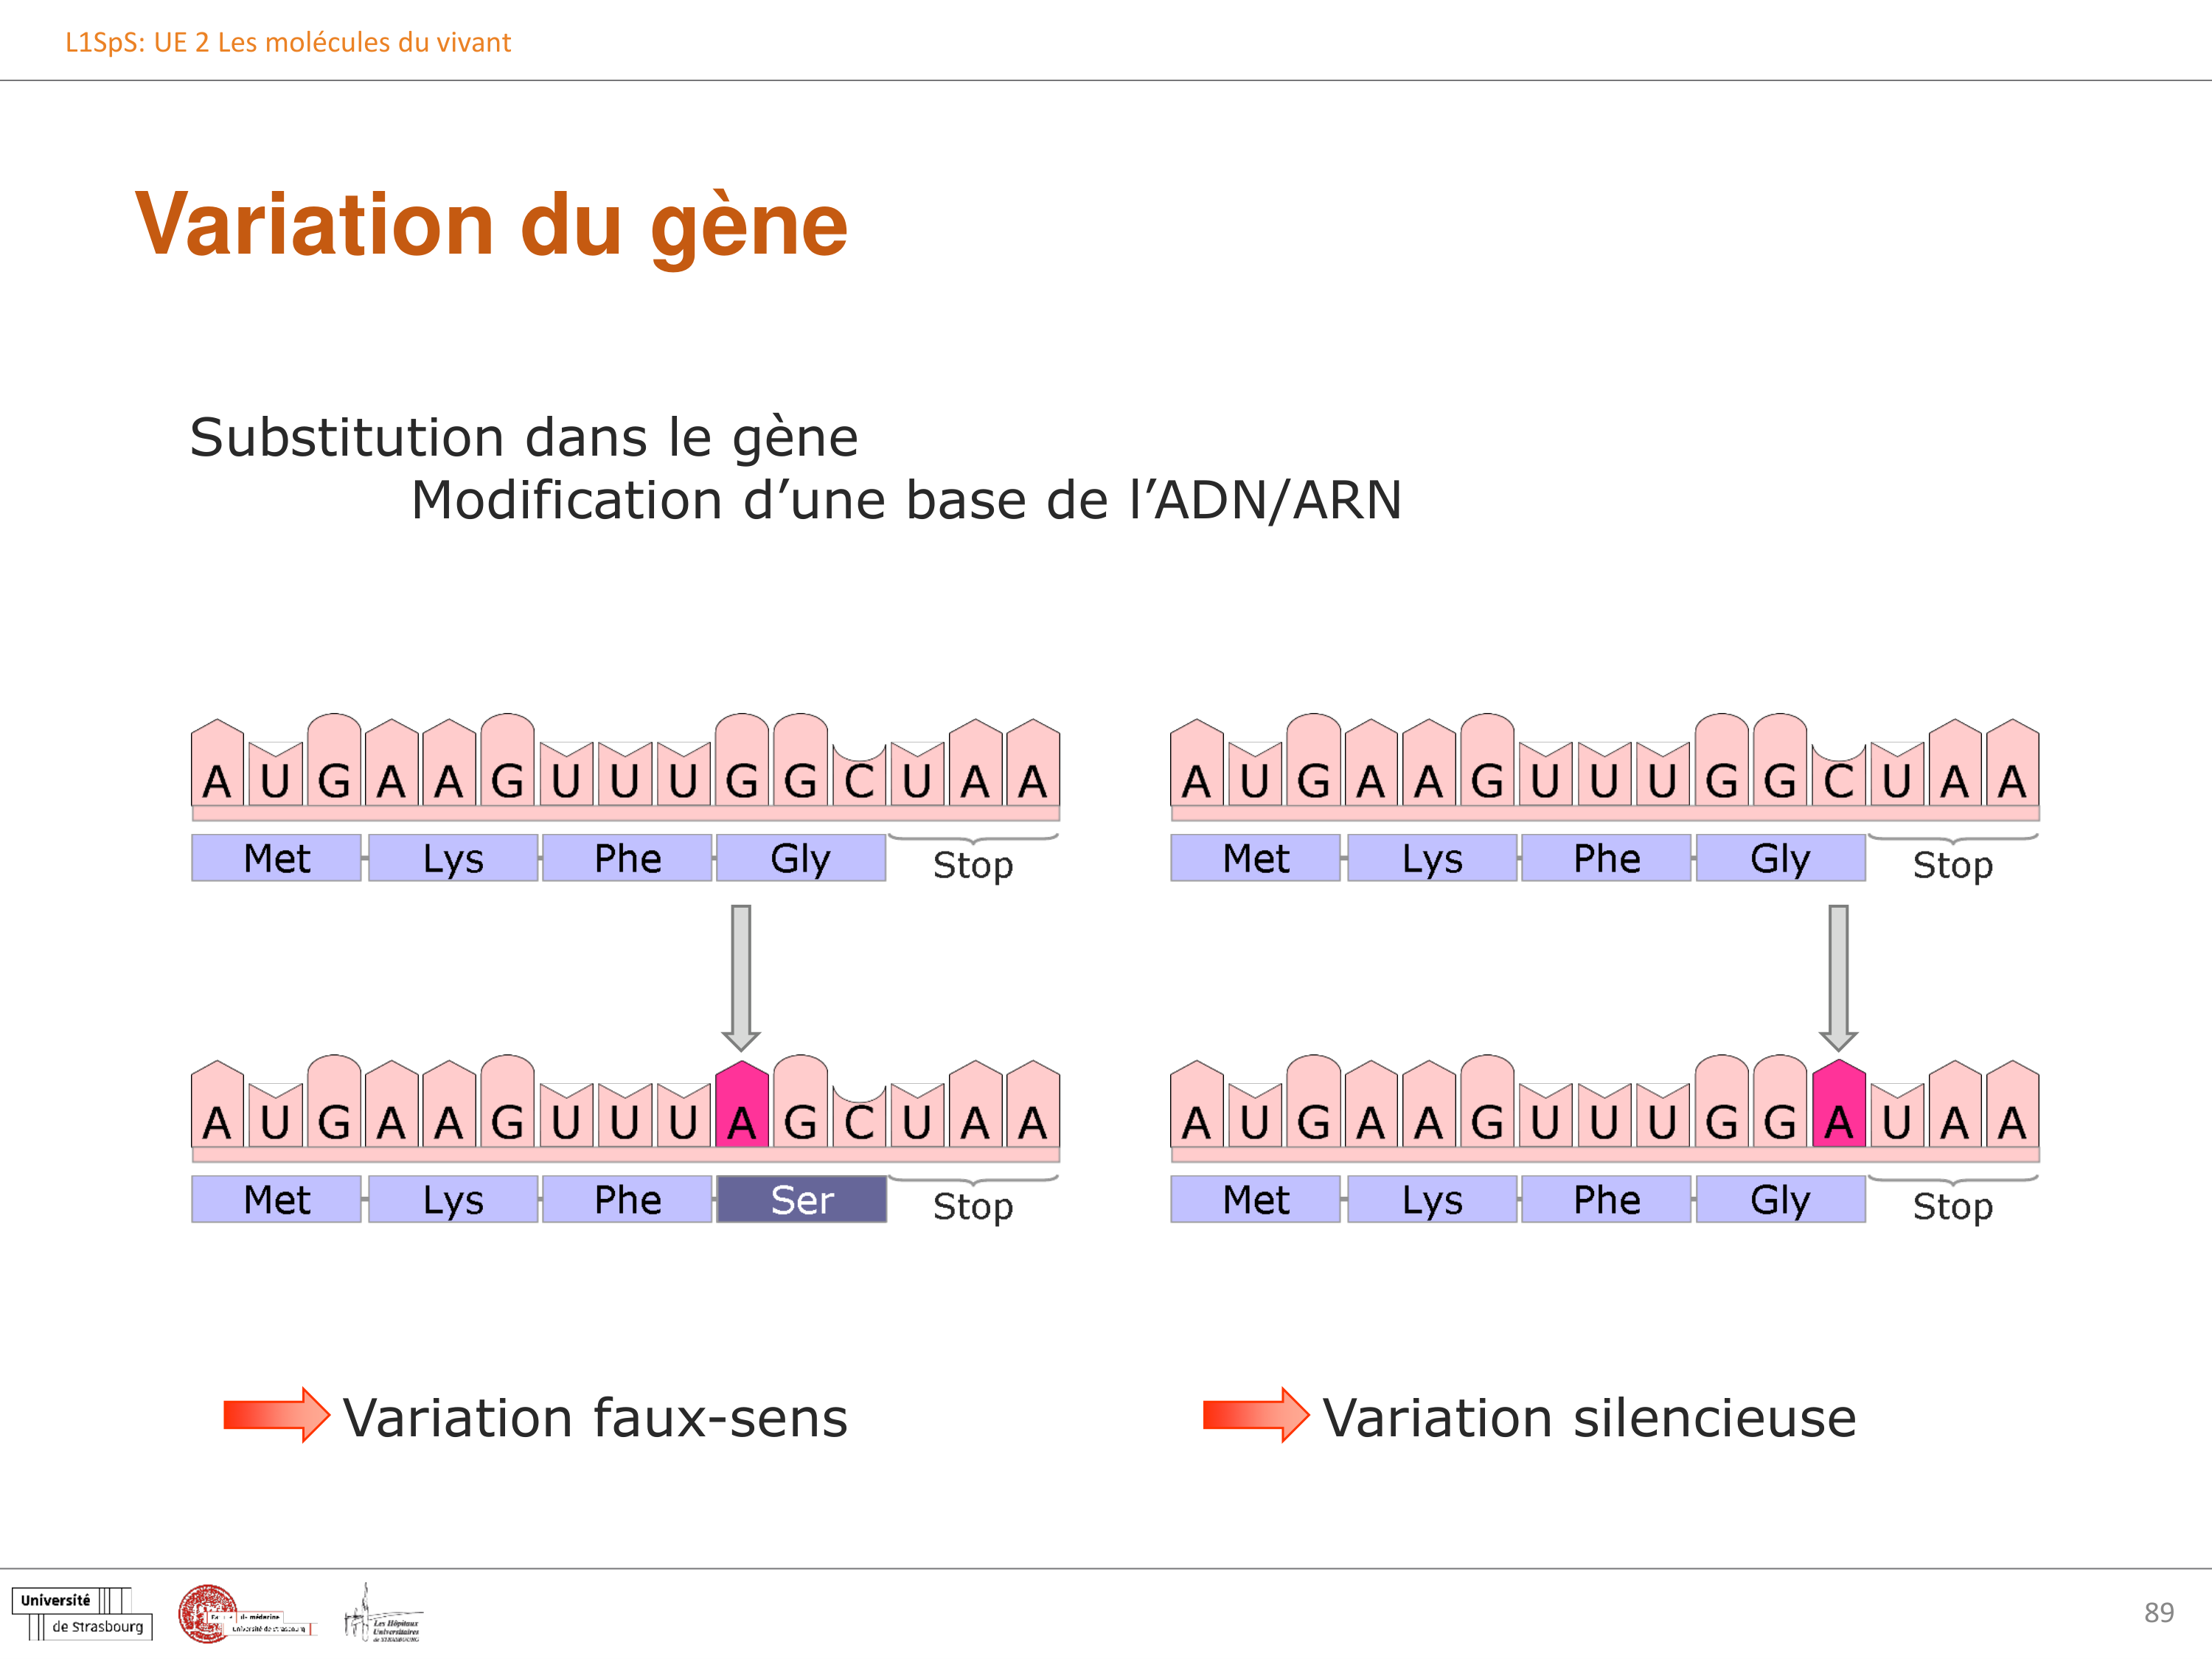 L1SpS: UE 2 Les molécules du vivant
Variation du gène
Substitution dans le gène
Modification d’une base de l’ADN/ARN
A U G A A G U U U G G C U A A
Met Lys Phe Gly Stop
A U G A A G U U U G G C U A A
Met Lys Phe Gly Stop
A U G A A G U U U A G C U A A
Met Lys Phe Ser Stop
A U G A A G U U U G G A U A A
Met Lys Phe Gly Stop
Variation faux-sens
Variation silencieuse
Université
de Strasbourg
de médecine
Université de Strasbourg
Les Hôpitaux
Universitaires
de STRASBOURG
89